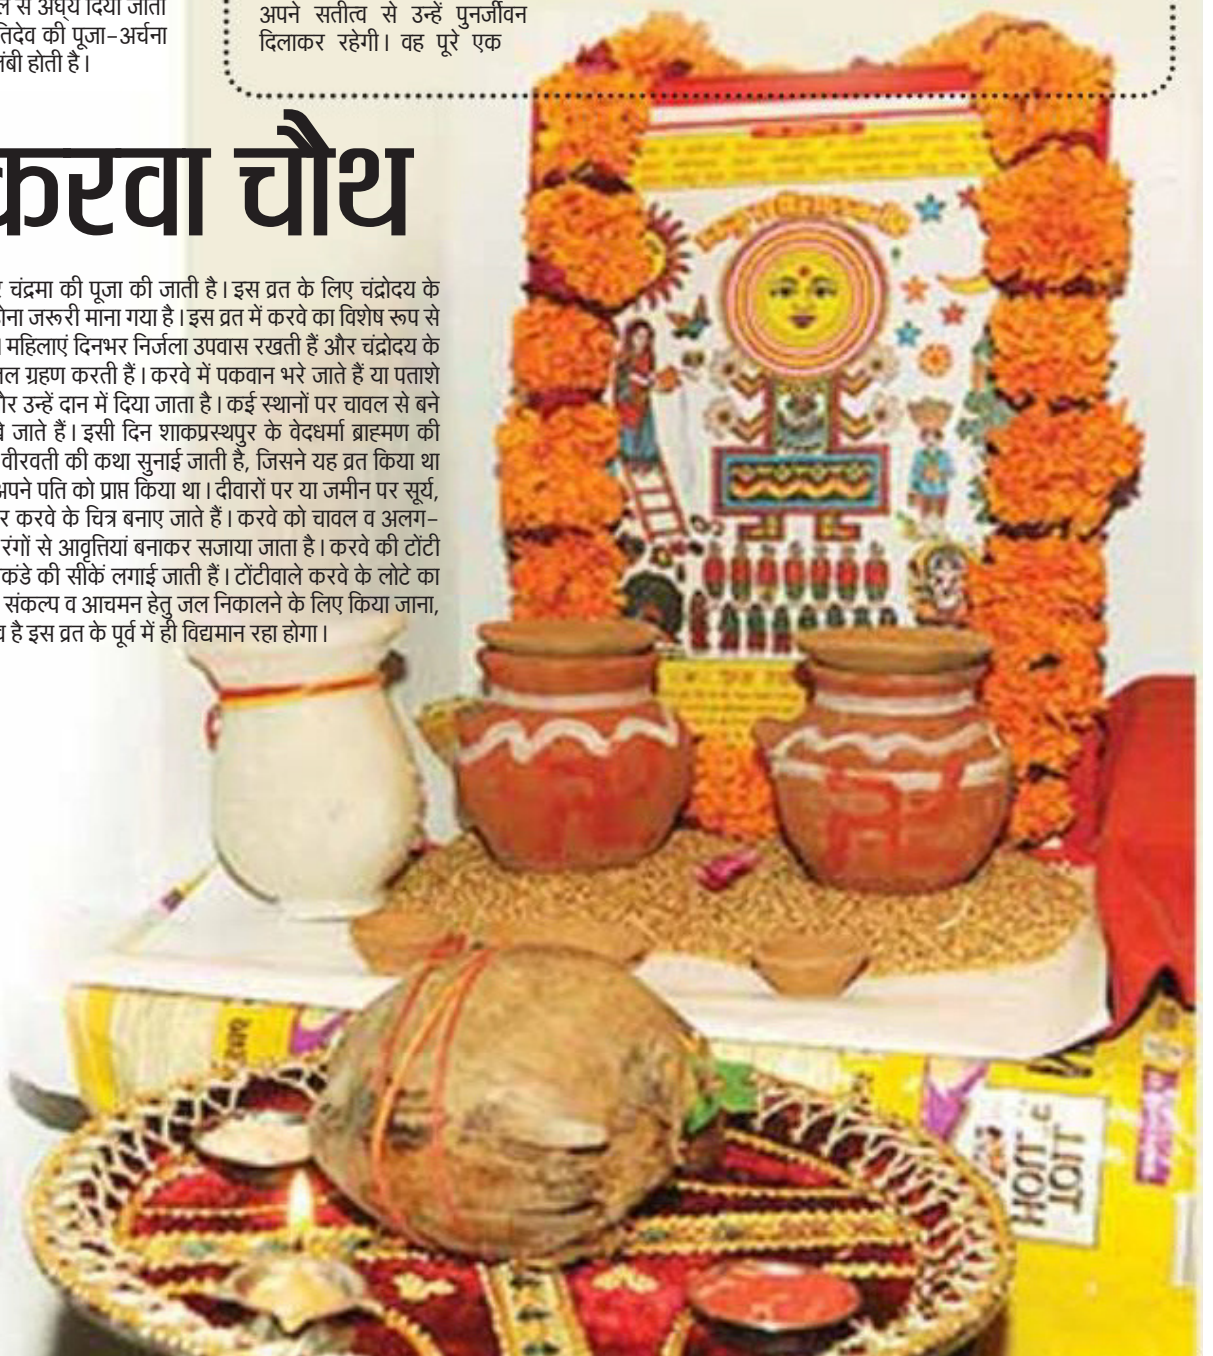 से अर्घ्य दिया जाता
तिदेव की पूजा-अर्चना
होती है।
अपने सतीत्व से उन्हें पुनर्जीवन
दिलाकर रहेगी। वह पूरे एक
करवा चौथ
चंद्रमा की पूजा की जाती है। इस व्रत के लिए चंद्रोदय के
जरूरी माना गया है। इस व्रत में करवे का विशेष रूप से
महिलाएं दिनभर निर्जला उपवास रखती हैं और चंद्रोदय के
ग्रहण करती हैं। करवे में पकवान भरे जाते हैं या पताशे
उन्हें दान में दिया जाता है। कई स्थानों पर चावल से बने
जाते हैं। इसी दिन शाकप्रस्थपुर के वेदधर्मा ब्राह्मण की
वीरवती की कथा सुनाई जाती है, जिसने यह व्रत किया था
अपने पति को प्राप्त किया था। दीवारों पर या जमीन पर सूर्य,
करवे के चित्र बनाए जाते हैं। करवे को चावल व अलग-
रंगों से आवृत्तियां बनाकर सजाया जाता है। करवे की टोंटी
कंडे की सीकें लगाई जाती हैं। टोंटीवाले करवे के लोटे का
संकल्प व आचमन हेतु जल निकालने के लिए किया जाना,
है इस व्रत के पूर्व में ही विद्यमान रहा होगा।